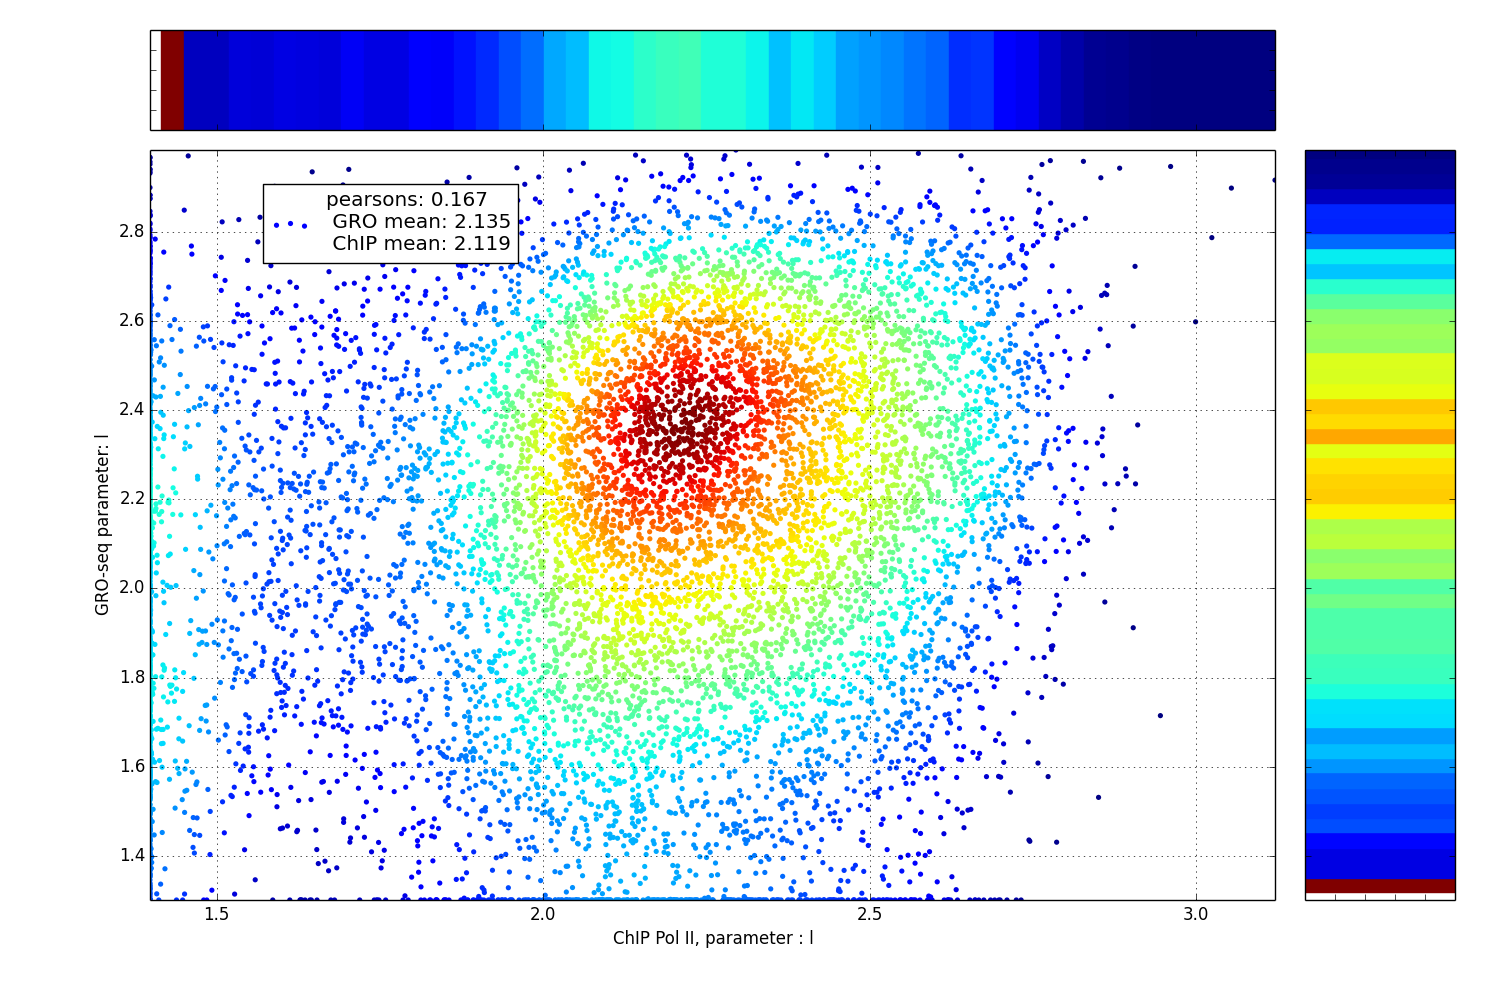 pearsons: 0.167
GRO mean: 2.135
ChIP mean: 2.119
2.8
2.6
2.4
2.2
2.0
1.8
1.6
1.4
GRO-seq parameter: l
1.5 2.0 2.5 3.0
ChIP Pol II, parameter : l